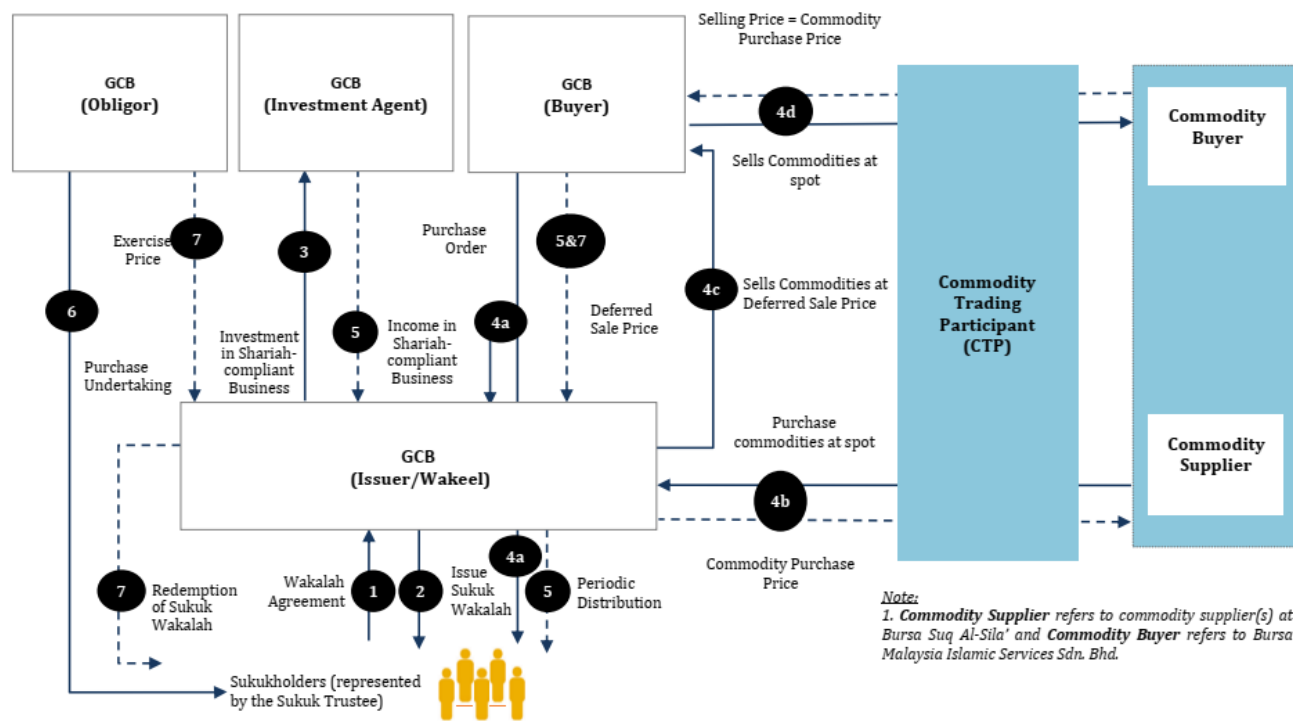 Selling Price = Commodity
Purchase Price
GCB
(Obligor)
GCB
(Investment Agent)
GCB
(Buyer)
4d
Commodity
Buyer
Sells Commodities at
spot
Exercise
Price
7
3
Purchase
Order
5&7
4c
Sells Commodities at
Deferred Sale Price
Commodity
Trading
Participant
(CTP)
6
Purchase
Undertaking
Investment
in Shariah-
compliant
Business
5
Income in
Shariah-
compliant
Business
4a
Deferred
Sale Price
GCB
(Issuer/Wakeel)
Purchase
commodities at spot
4b
Commodity Purchase
Price
Commodity
Supplier
7
Redemption
of Sukuk
Wakalah
Wakalah
Agreement
1
2
Issue
Sukuk
Wakalah
4a
5
Periodic
Distribution
Sukukholders (represented
by the Sukuk Trustee)
Note:
1. Commodity Supplier refers to commodity supplier(s) at
Bursa Suq Al-Sila' and Commodity Buyer refers to Bursa
Malaysia Islamic Services Sdn. Bhd.